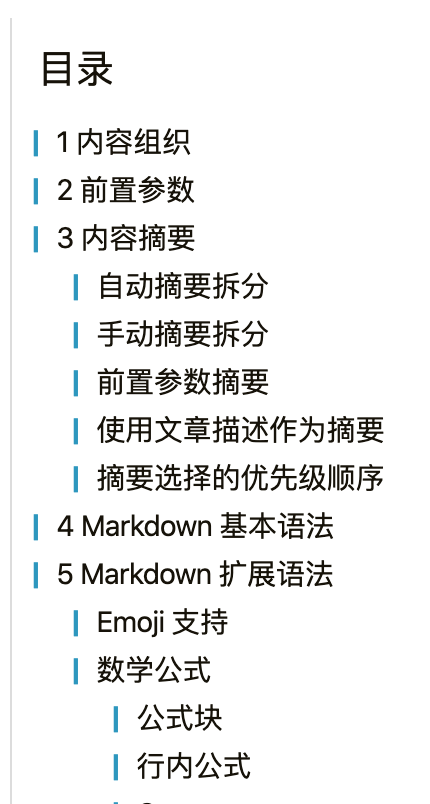 目录
1 内容组织
2 前置参数
3 内容摘要
自动摘要拆分
手动摘要拆分
前置参数摘要
使用文章描述作为摘要
摘要选择的优先级顺序
4 Markdown 基本语法
5 Markdown 扩展语法
Emoji 支持
数学公式
公式块
行内公式